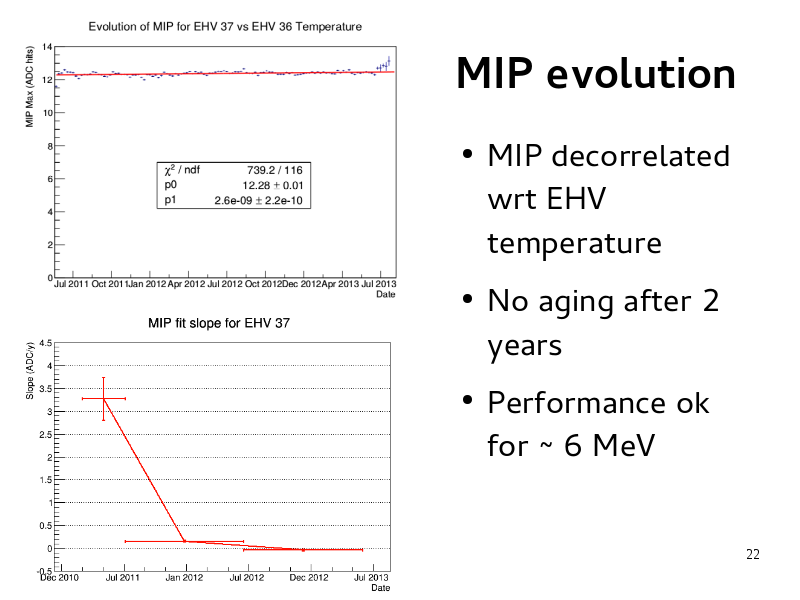 Evolution of MIP for EHV 37 vs EHV 36 Temperature
MIP Max (ADC hits)
14
12
10
8
6
4
2
0
χ² / ndf 739.2 / 116
p0 12.28 ± 0.01
p1 2.6e-09 ± 2.2e-10
Jul 2011 Oct 2011 Jan 2012 Apr 2012 Jul 2012 Oct 2012 Dec 2012 Apr 2013 Jul 2013
Date
MIP fit slope for EHV 37
Slope (ADC/y)
4.5
4
3.5
3
2.5
2
1.5
1
0.5
0
-0.5
Dec 2010 Jul 2011 Jan 2012 Jul 2012 Dec 2012 Jul 2013
Date
MIP evolution
• MIP decorrelated
wrt EHV
temperature
• No aging after 2
years
• Performance ok
for ~ 6 MeV
22